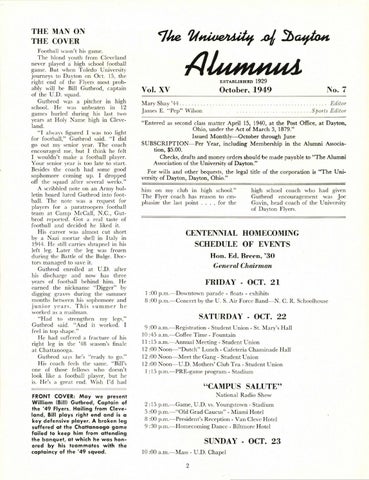 THE MAN ON
THE COVER
Football wasn't his game.
The blond youth from Cleveland
never played a high school football
game. But when Toledo University
journeys to Dayton on Oct. 15, the
right end of the Flyers most prob-
ably will be Bill Gutbrod, captain
of the U.D. squad.
Gutbrod was a pitcher in high
school. He was unbeaten in 12
games hurled during his last two
years at Holy Name high in Cleve-
land.
"I always figured I was too light
for football," Gutbrod said. "I did
go out my senior year. The coach
encouraged me, but I think he felt
I wouldn't make a football player.
Your senior year is too late to start.
Besides the coach had some good
sophomores coming up. I dropped
off the squad after several weeks."
A scribbled note on an Army bul-
letin board lured Gutbrod into foot-
ball. The note was a request for
players for a paratroopers football
team at Camp McCall, N.C. Gut-
brod reported. Got a real taste of
football and decided he liked it.
His career was almost cut short
by a Nazi mortar shell in Italy in
1944. He still carries shrapnel in his
left leg. Later the leg was frozen
during the Battle of the Bulge. Doc-
tors managed to save it.
Gutbrod enrolled at U.D. after
his discharge and now has three
years of football behind him. He
earned the nickname "Digger" by
digging graves during the summer
months between his sophomore and
junior years. This summer he
worked as a mailman.
"Had to strengthen my legs,"
Gutbrod said. "And it worked. I
feel in top shape."
He had suffered a fracture of his
right leg in the '48 season's finale
at Chattanooga.
Gutbrod says he's "ready to go."
His coach feels the same, "Bill's
one of those fellows who doesn't
look like a football player, but he
is. He's a great end. Wish I'd had
FRONT COVER: May we present
William (Bill) Gutbrod, Captain of
the '49 Flyers. Hailing from Cleve-
land, Bill plays right end and is a
key defensive player. A broken leg
suffered at the Chattanooga game
failed to keep him from attending
the banquet, at which he was hon-
ored by his teammates with the
captaincy of the '49 squad.
The University of Dayton
Alumnus
ESTABLISHED 1929
Vol. XV October, 1949 No. 7
Mary Shay '44 Editor
James E. "Pep" Wilson Sports Editor
"Entered as second class matter April 15, 1940, at the Post Office, at Dayton,
Ohio, under the Act of March 3, 1879."
Issued Monthly—October through June
SUBSCRIPTION—Per Year, including Membership in the Alumni Associa-
tion, $5.00.
Checks, drafts and money orders should be made payable to "The Alumni
Association of the University of Dayton."
For wills and other bequests, the legal title of the corporation is "The Uni-
versity of Dayton, Dayton, Ohio."
him on my club in high school."
The Flyer coach has reason to em-
phasize the last point . . . . for the
high school coach who had given
Gutbrod encouragement was Joe
Gavin, head coach of the University
of Dayton Flyers.
CENTENNIAL HOMECOMING
SCHEDULE OF EVENTS
Hon. Ed. Breen, '30
General Chairman
FRIDAY - OCT. 21
1:00 p.m.—Downtown parade - floats - exhibits
8:00 p.m.—Concert by the U. S. Air Force Band—N. C. R. Schoolhouse
SATURDAY - OCT. 22
9:00 a.m.—Registration - Student Union - St. Mary's Hall
10:45 a.m.—Coffee Time - Fountain
11:15 a.m.—Annual Meeting - Student Union
12:00 Noon—"Dutch" Lunch - Cafeteria - Chaminade Hall
12:00 Noon—Meet the Gang - Student Union
12:00 Noon—U.D. Mothers' Club Tea - Student Union
1:15 p.m.—PRE-game program - Stadium
"CAMPUS SALUTE"
National Radio Show
2:15 p.m.—Game, U.D. vs. Youngstown - Stadium
5:00 p.m.—"Old Grad Caucus" - Miami Hotel
8:00 p.m.—President's Reception - Van Cleve Hotel
9:30 p.m.—Homecoming Dance - Biltmore Hotel
SUNDAY - OCT. 23
10:00 a.m.—Mass - U.D. Chapel
2